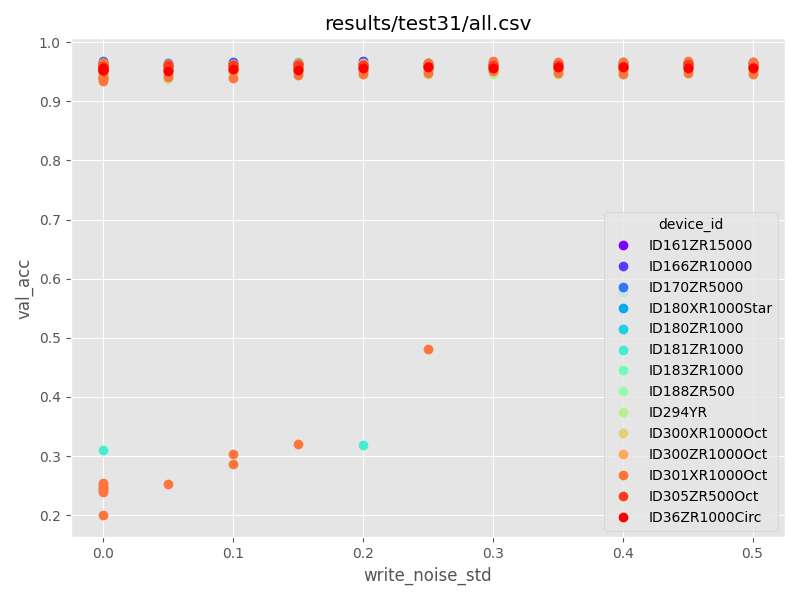 results/test31/all.csv
1.0
0.9
0.8
0.7
0.6
0.5
0.4
0.3
0.2
val_acc
device_id
ID161ZR15000
ID166ZR10000
ID170ZR5000
ID180XR1000Star
ID180ZR1000
ID181ZR1000
ID183ZR1000
ID188ZR500
ID294YR
ID300XR1000Oct
ID300ZR1000Oct
ID301XR1000Oct
ID305ZR500Oct
ID36ZR1000Circ
0.0 0.1 0.2 0.3 0.4 0.5
write_noise_std